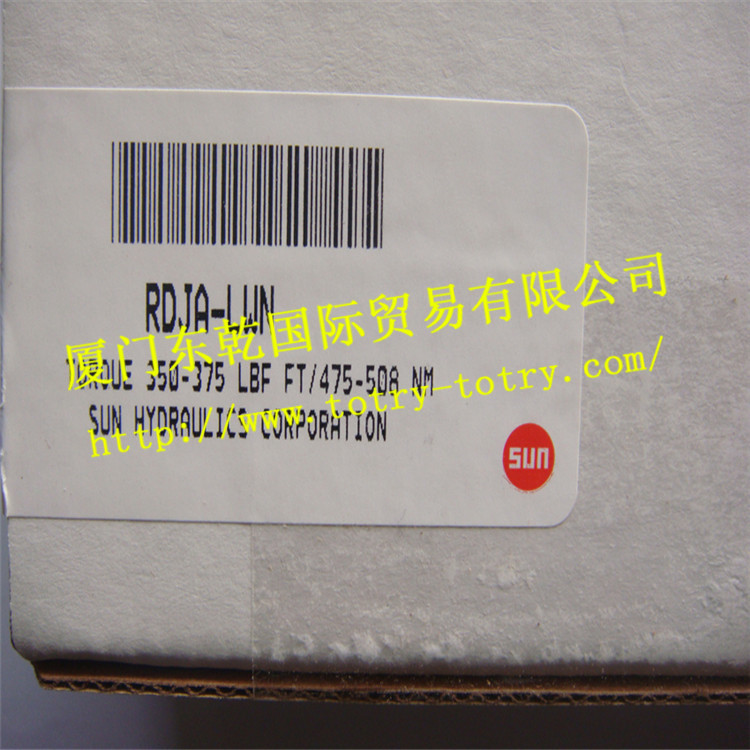 RDJA-LWN
厦门东乾国际贸易有限公司
TORQUE 350-375 LBF FT/475-508 NM
http://www.totry-totry.com/
SUN HYDRAULICS CORPORATION
sun